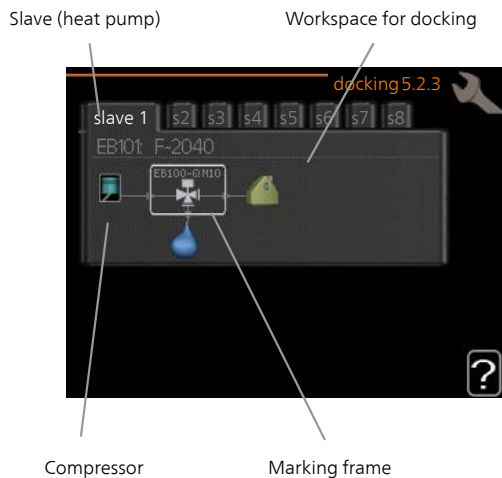 Slave (heat pump)
Workspace for docking
docking 5.2.3
slave 1 s2 s3 s4 s5 s6 s7 s8
EB101: F-2040
EB100-QN10
?
Compressor
Marking frame